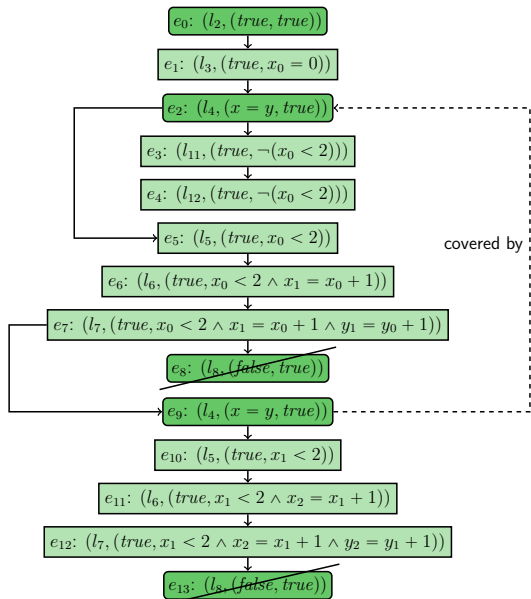 e₀: (l₂, (true, true))
e₁: (l₃, (true, x₀ = 0))
e₂: (l₄, (x = y, true))
e₃: (l₁₁, (true, ¬(x₀ < 2)))
e₄: (l₁₂, (true, ¬(x₀ < 2)))
e₅: (l₅, (true, x₀ < 2))
covered by
e₆: (l₆, (true, x₀ < 2 ∧ x₁ = x₀ + 1))
e₇: (l₇, (true, x₀ < 2 ∧ x₁ = x₀ + 1 ∧ y₁ = y₀ + 1))
e₈: (l₈, (false, true))
e₉: (l₄, (x = y, true))
e₁₀: (l₅, (true, x₁ < 2))
e₁₁: (l₆, (true, x₁ < 2 ∧ x₂ = x₁ + 1))
e₁₂: (l₇, (true, x₁ < 2 ∧ x₂ = x₁ + 1 ∧ y₂ = y₁ + 1))
e₁₃: (l₈, (false, true))